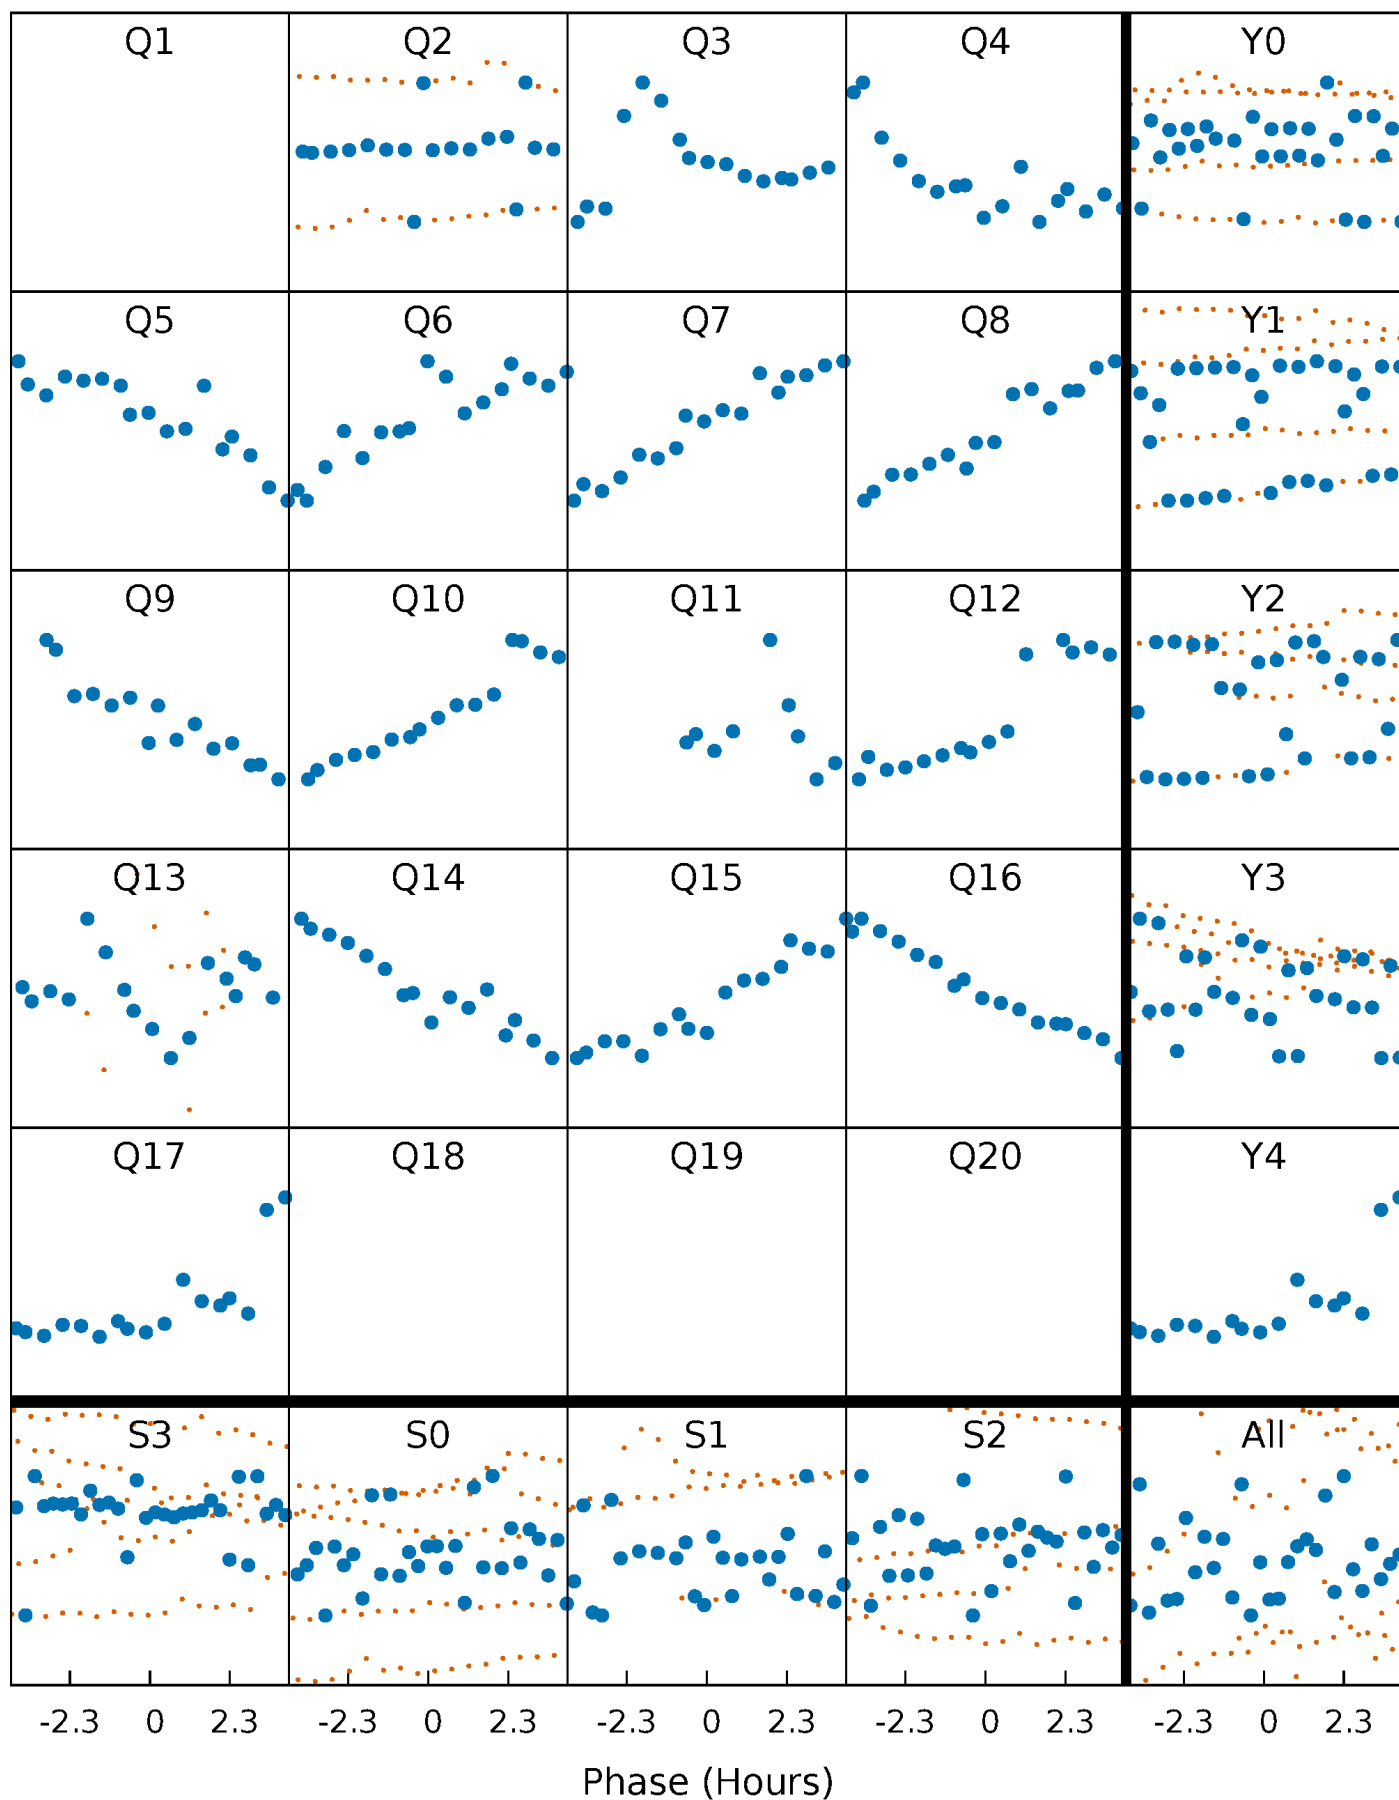 Q1 Q2 Q3 Q4 Y0
Q5 Q6 Q7 Q8 Y1
Q9 Q10 Q11 Q12 Y2
Q13 Q14 Q15 Q16 Y3
Q17 Q18 Q19 Q20 Y4
S3 S0 S1 S2 All
-2.3 0 2.3 -2.3 0 2.3 -2.3 0 2.3 -2.3 0 2.3 -2.3 0 2.3
Phase (Hours)